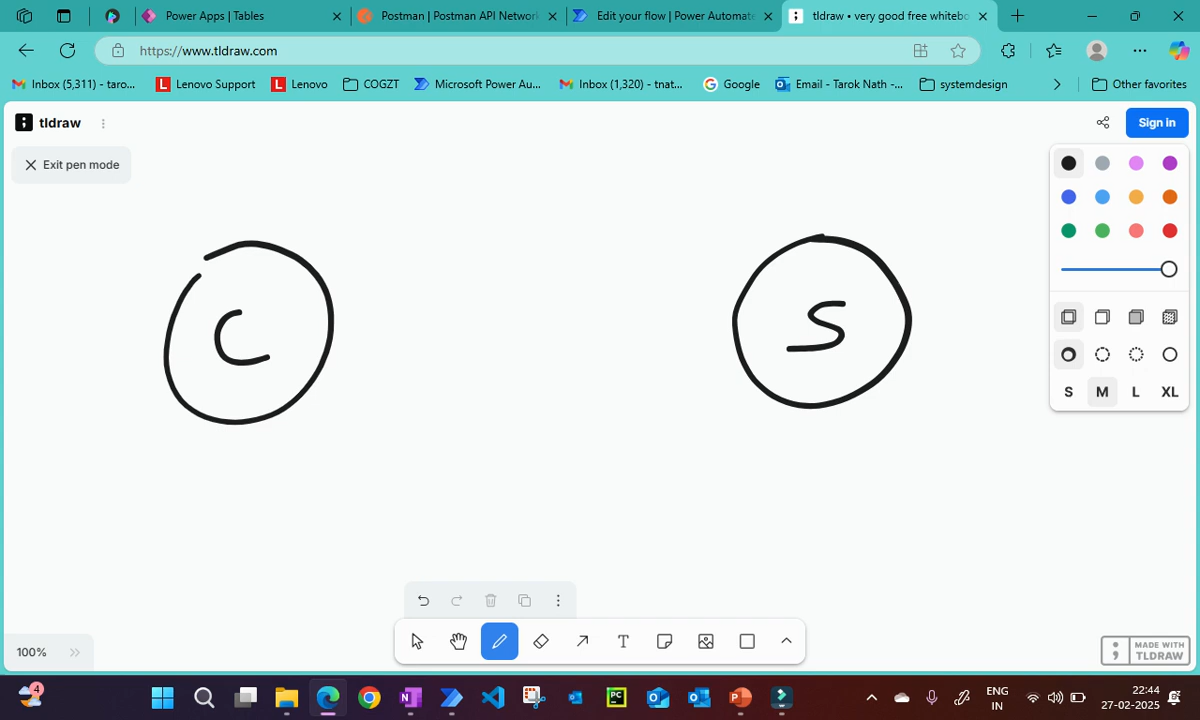 Power Apps | Tables
Postman | Postman API Network
Edit your flow | Power Automate
tldraw • very good free whitebo
https://www.tldraw.com
Inbox (5,311) - taro...
Lenovo Support
Lenovo
COGZT
Microsoft Power Au...
Inbox (1,320) - tnat...
Google
Email - Tarok Nath -...
systemdesign
Other favorites
tldraw
Sign in
Exit pen mode
C
S
S M L XL
T
100%
MADE WITH
TLDRAW
4
PC
ENG
IN
22:44
27-02-2025